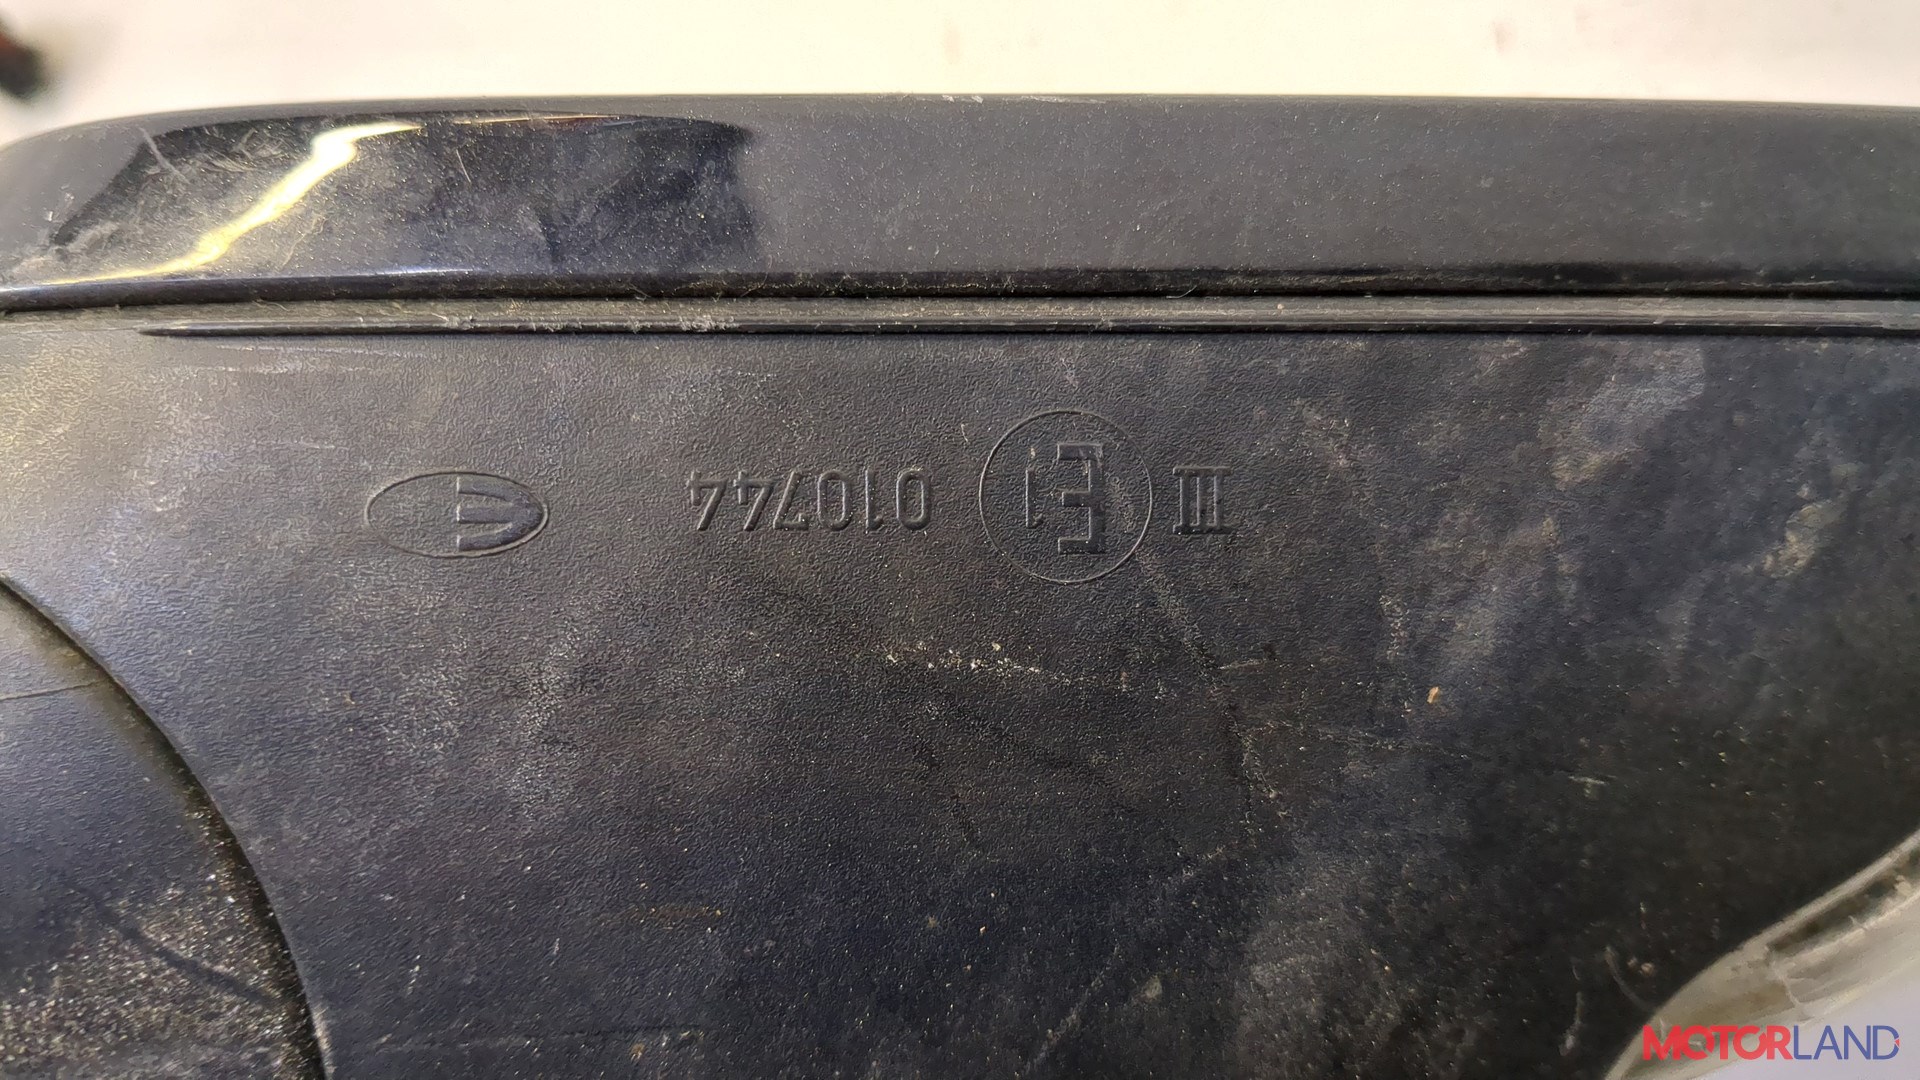 III E1 010744
MOTORLAND